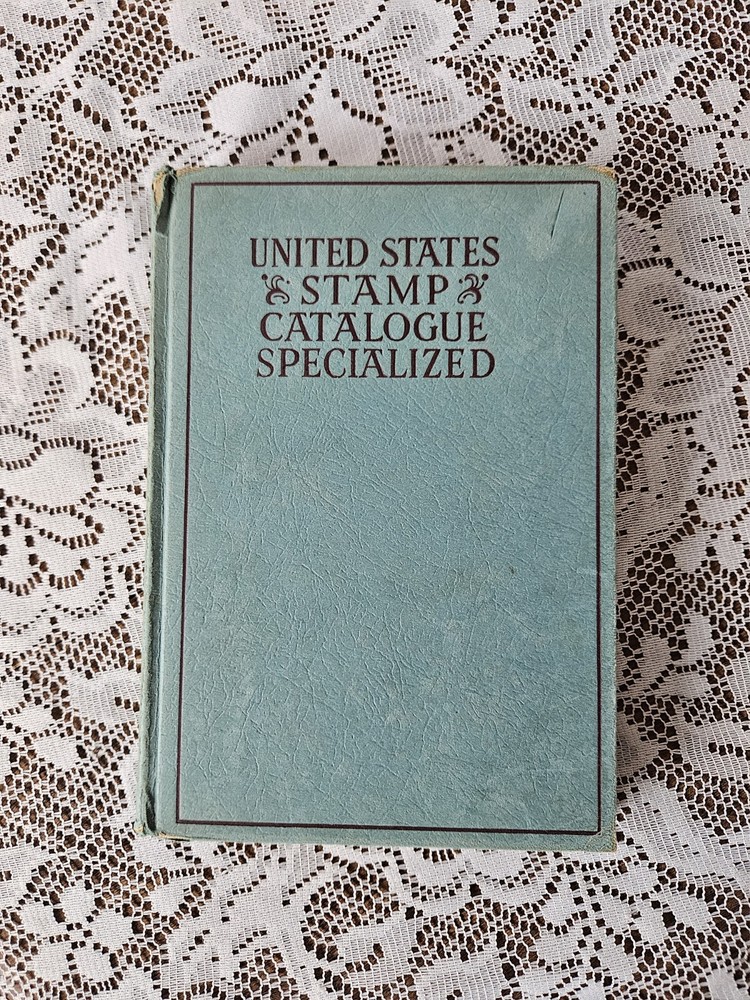 UNITED STATES
STAMP
CATALOGUE
SPECIALIZED